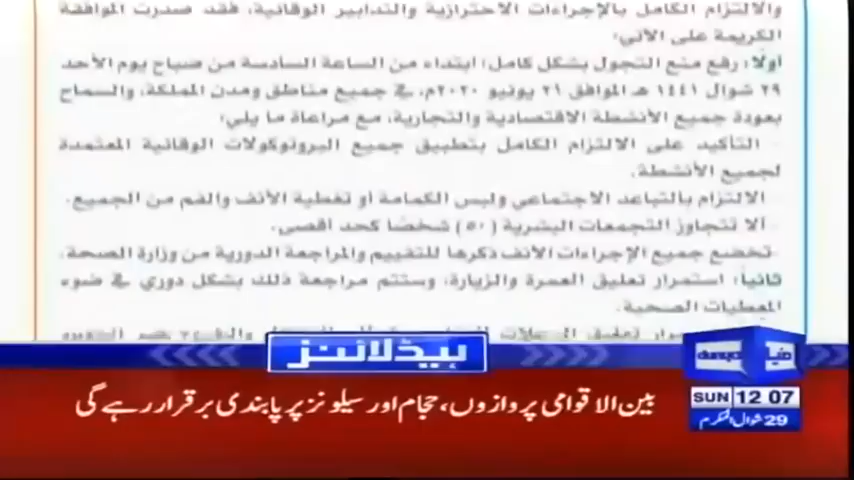 والالتزام الكامل بالإجراءات الاحترازية والتدابير الوقائية، فقد صدرت الموافقة
الكريمة على الآتي:
أولاً: رفع منع التجول بشكل كامل؛ ابتداء من الساعة السادسة من صباح يوم الأحد
٢٩ شوال ١٤٤١ هـ الموافق ٢١ يونيو ٢٠٢٠م، في جميع مناطق ومدن المملكة، والسماح
بعودة جميع الأنشطة الاقتصادية والتجارية، مع مراعاة ما يلي:
- التأكيد على الالتزام الكامل بتطبيق جميع البروتوكولات الوقائية المعتمدة
لجميع الأنشطة.
- الالتزام بالتباعد الاجتماعي ولبس الكمامة أو تغطية الأنف والفم من الجميع.
- ألا تتجاوز التجمعات البشرية (٥٠) شخصًا كحد أقصى.
- تخضع جميع الإجراءات الآنف ذكرها للتقييم والمراجعة الدورية من وزارة الصحة.
ثانياً: استمرار تعليق العمرة والزيارة، وستتم مراجعة ذلك بشكل دوري في ضوء
المعطيات الصحية.
ہیڈلائنز
dunya دنیا
بین الاقوامی پروازوں، حجام اور سیلونز پر پابندی برقرار رہے گی
SUN 12 07
29 شوال المکرم